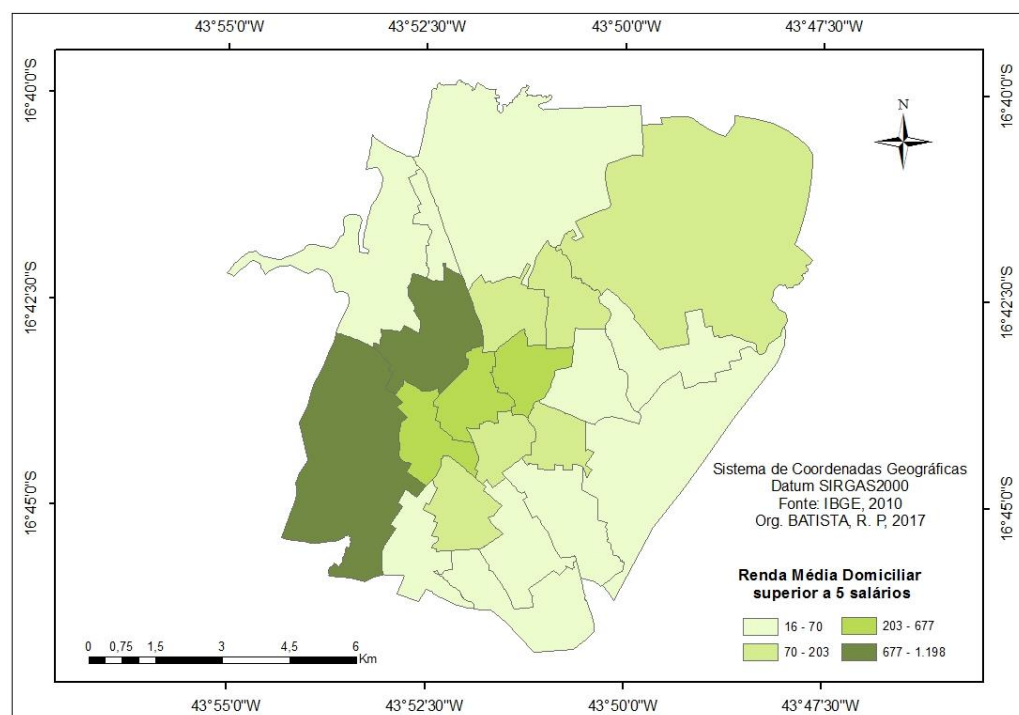 43°55'0"W 43°52'30"W 43°50'0"W 43°47'30"W
16°40'0"S 16°40'0"S
N
16°42'30"S 16°42'30"S
16°45'0"S 16°45'0"S
Sistema de Coordenadas Geográficas
Datum SIRGAS2000
Fonte: IBGE, 2010
Org. BATISTA, R. P, 2017
Renda Média Domiciliar
superior a 5 salários
16 - 70 203 - 677
70 - 203 677 - 1.198
0 0,75 1,5 3 4,5 6
Km
43°55'0"W 43°52'30"W 43°50'0"W 43°47'30"W